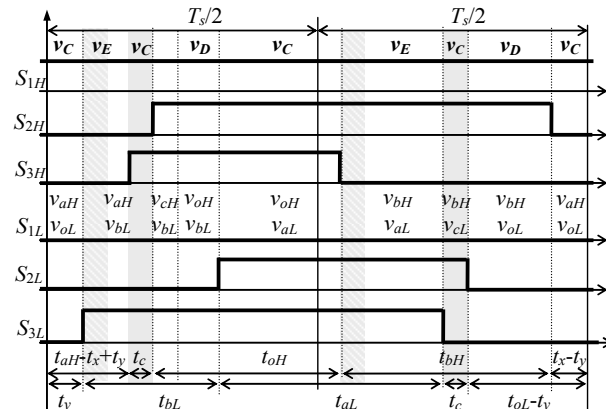 Ts/2 Ts/2
vC vE vC vD vC vE vC vD vC
S1H
S2H
S3H
vaH vaH vcH voH voH vbH vbH vbH vaH
voL vbL vbL vbL vaL vaL vcL voL voL
S1L
S2L
S3L
taH-tx+ty tc toH tbH tx-ty
ty tbL taL tc toL-ty